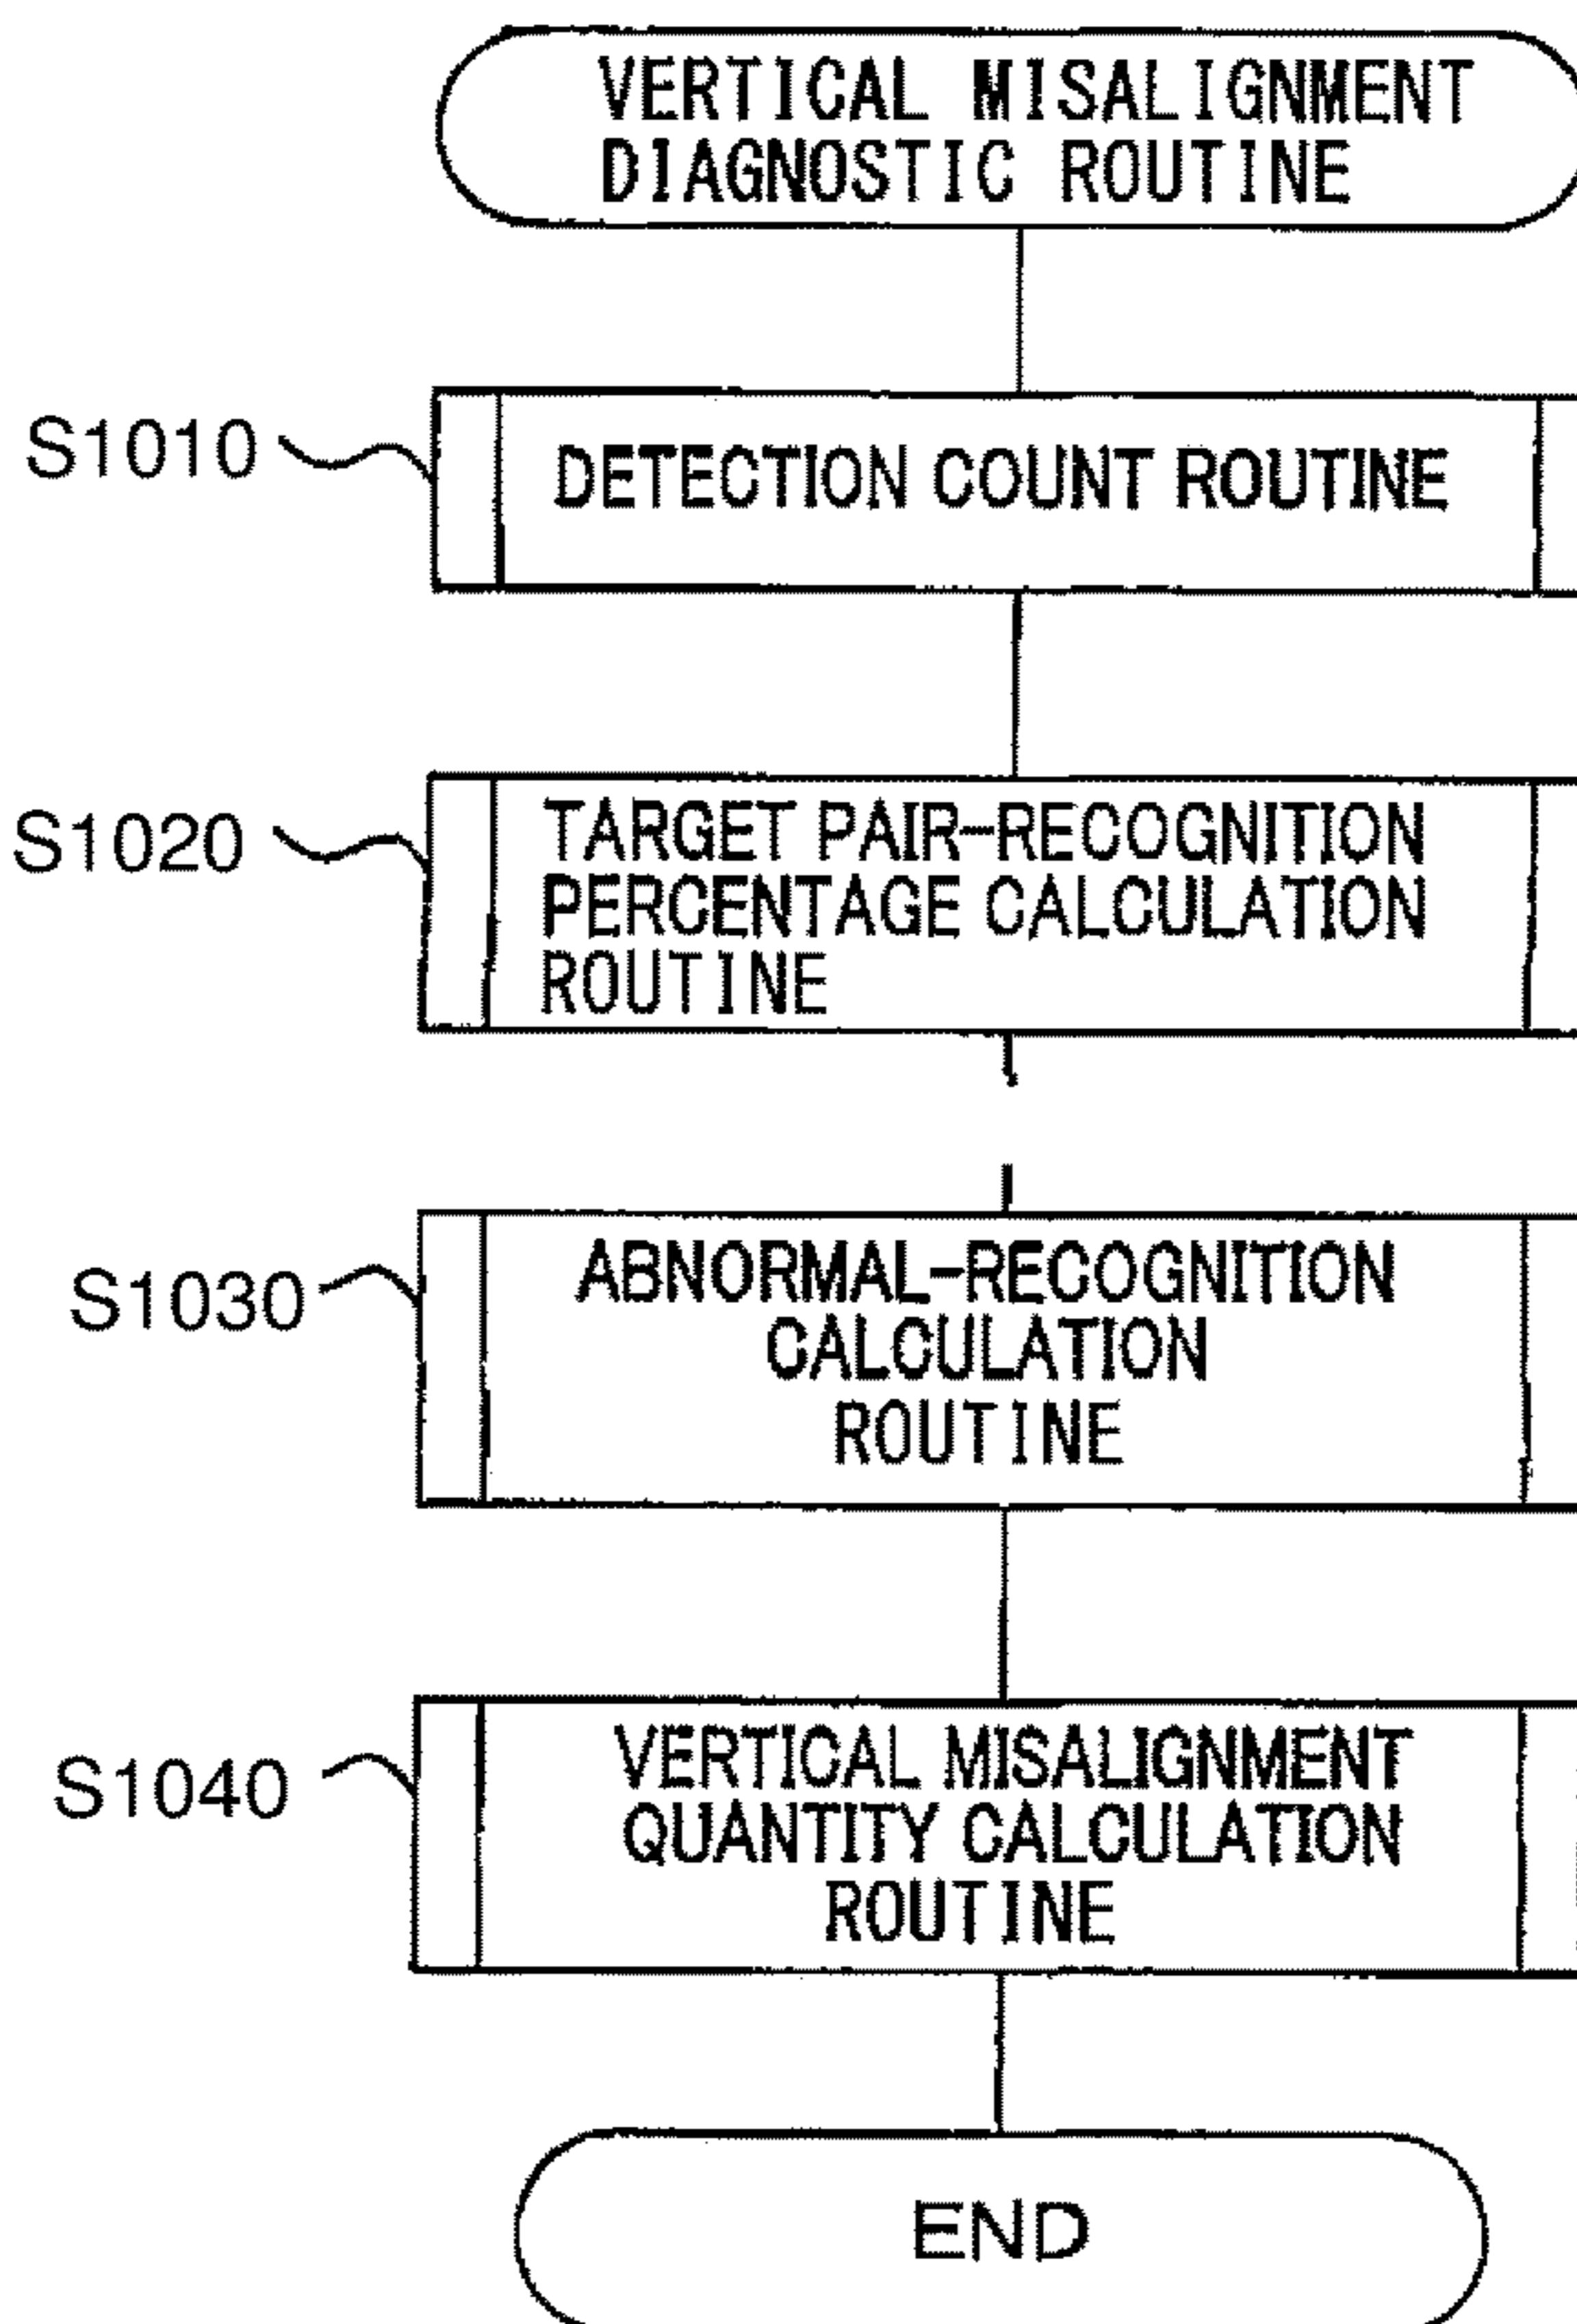 VERTICAL MISALIGNMENT
DIAGNOSTIC ROUTINE
S1010
DETECTION COUNT ROUTINE
S1020
TARGET PAIR-RECOGNITION
PERCENTAGE CALCULATION
ROUTINE
S1030
ABNORMAL-RECOGNITION
CALCULATION
ROUTINE
S1040
VERTICAL MISALIGNMENT
QUANTITY CALCULATION
ROUTINE
END